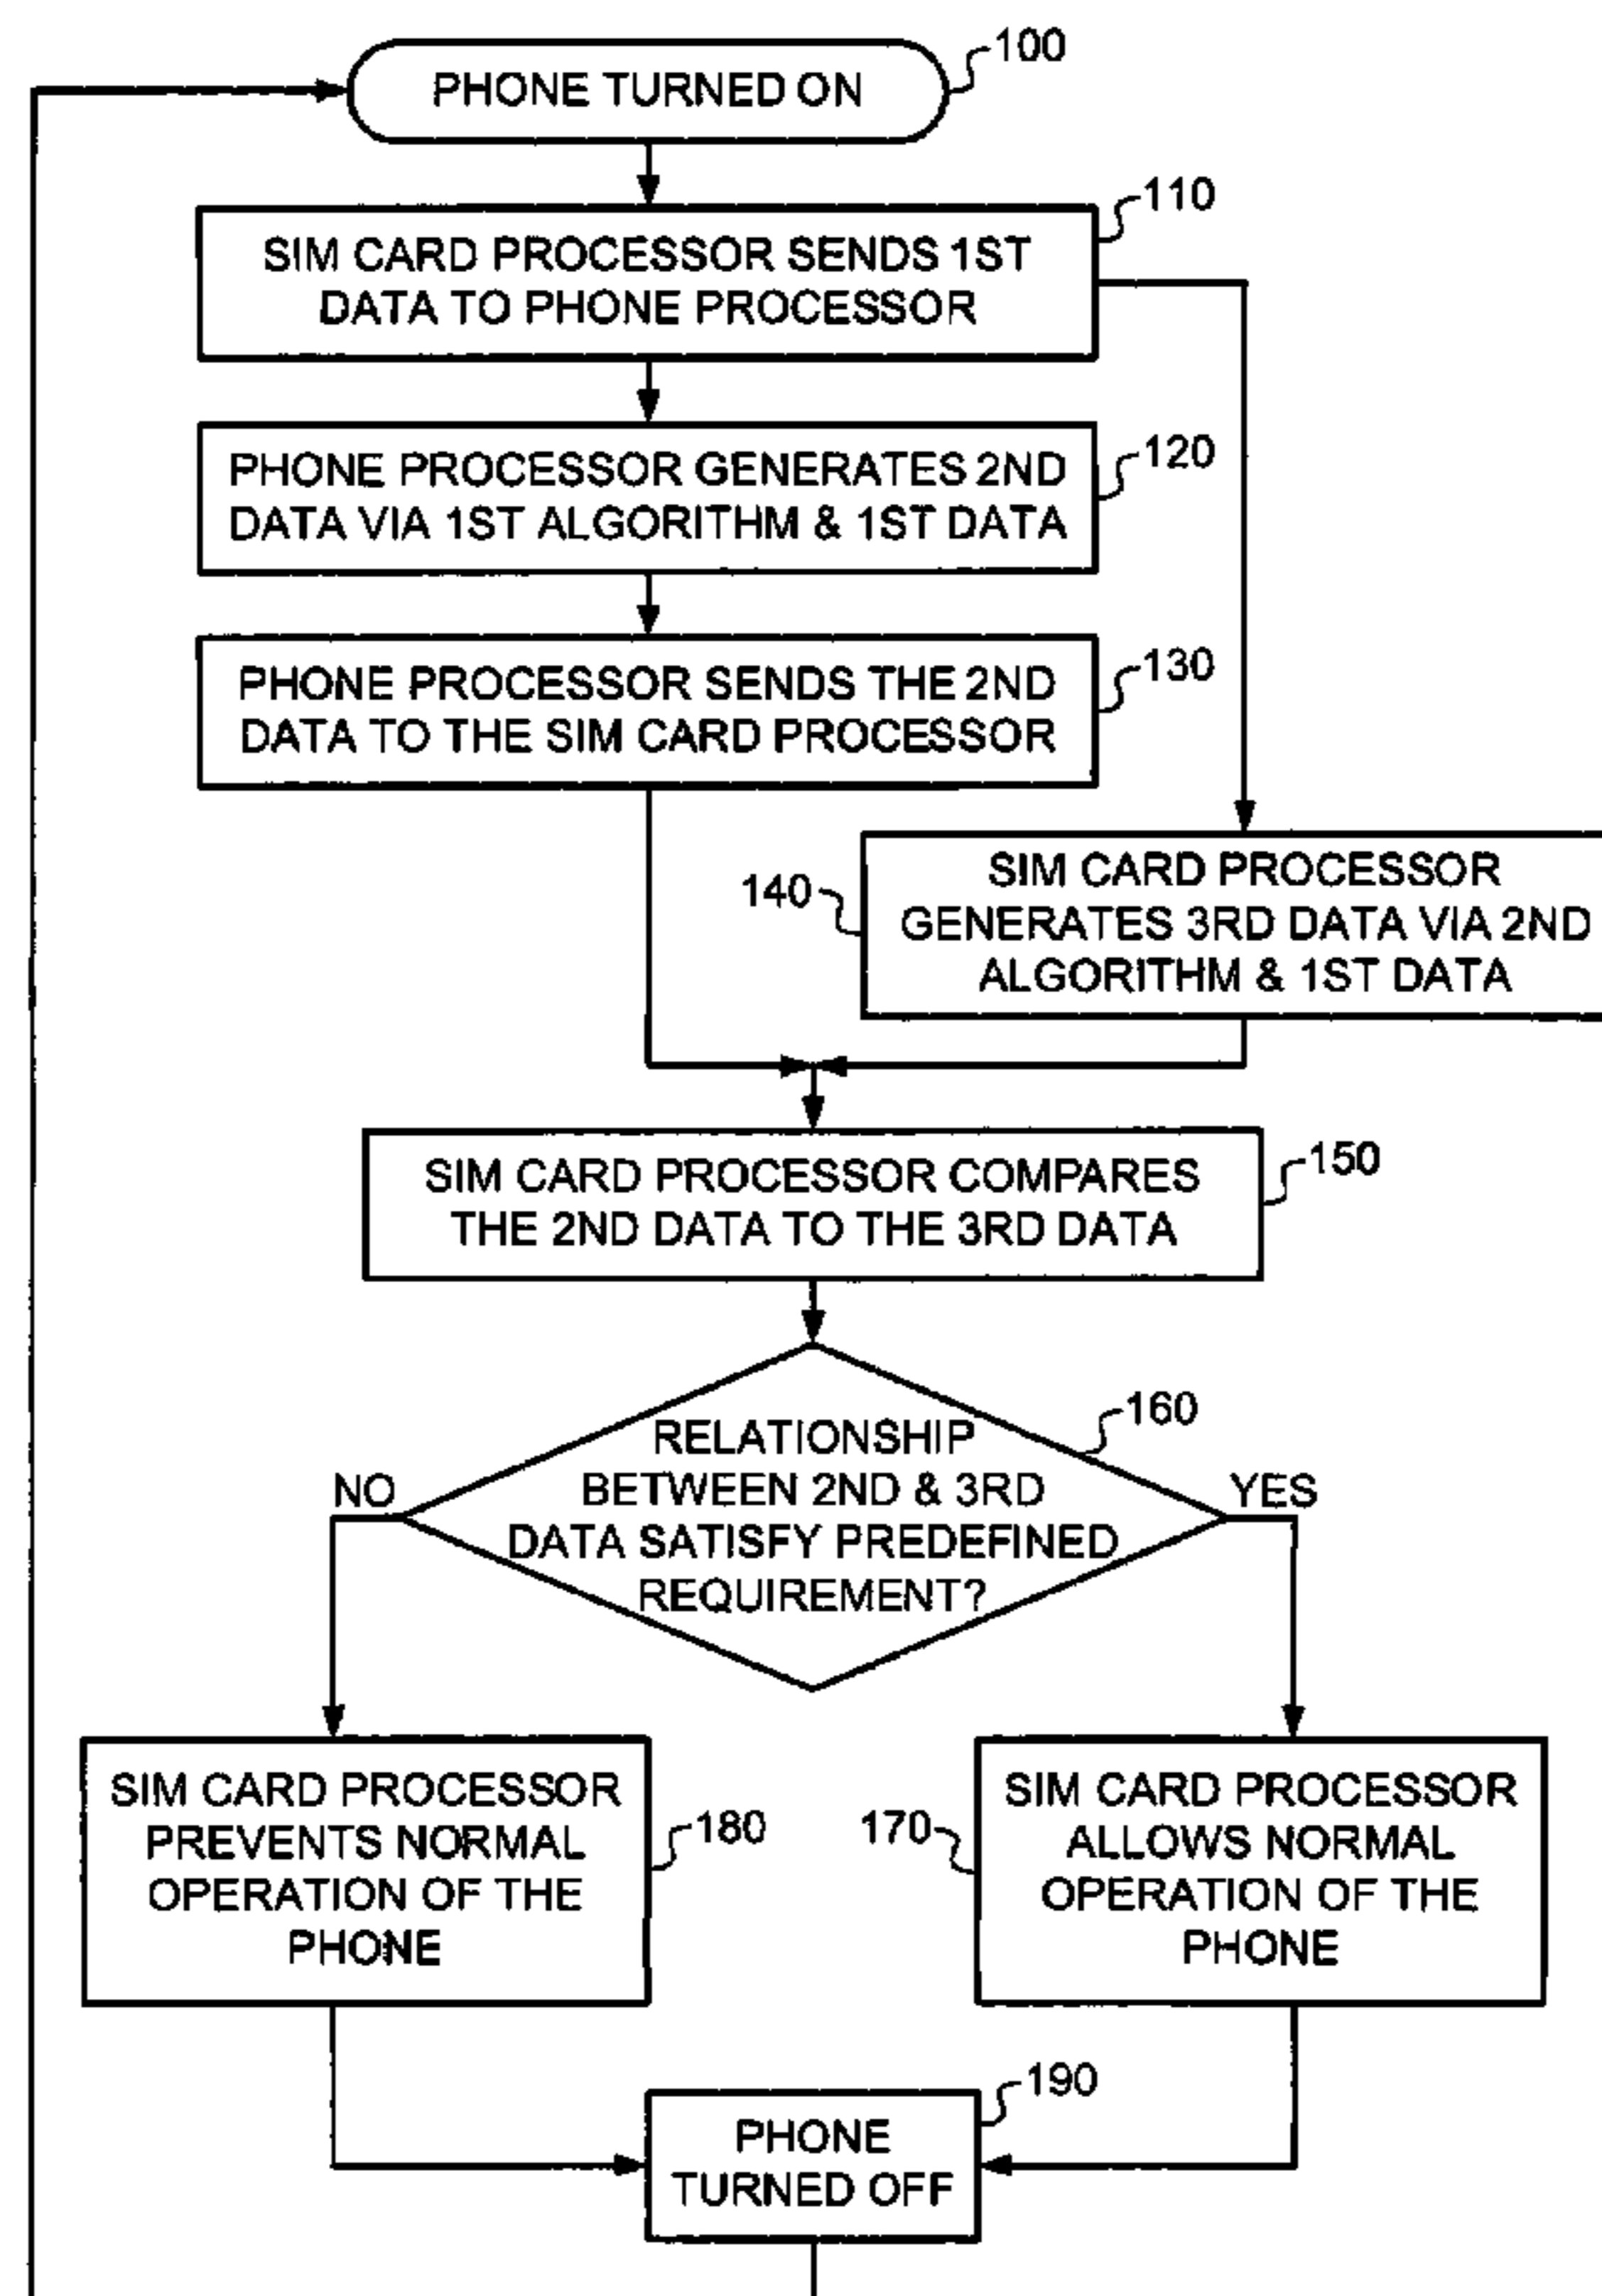 PHONE TURNED ON
100
SIM CARD PROCESSOR SENDS 1ST
DATA TO PHONE PROCESSOR
110
PHONE PROCESSOR GENERATES 2ND
DATA VIA 1ST ALGORITHM & 1ST DATA
120
PHONE PROCESSOR SENDS THE 2ND
DATA TO THE SIM CARD PROCESSOR
130
140
SIM CARD PROCESSOR
GENERATES 3RD DATA VIA 2ND
ALGORITHM & 1ST DATA
SIM CARD PROCESSOR COMPARES
THE 2ND DATA TO THE 3RD DATA
150
160
RELATIONSHIP
BETWEEN 2ND & 3RD
DATA SATISFY PREDEFINED
REQUIREMENT?
NO
YES
SIM CARD PROCESSOR
PREVENTS NORMAL
OPERATION OF THE
PHONE
180
170
SIM CARD PROCESSOR
ALLOWS NORMAL
OPERATION OF THE
PHONE
190
PHONE
TURNED OFF